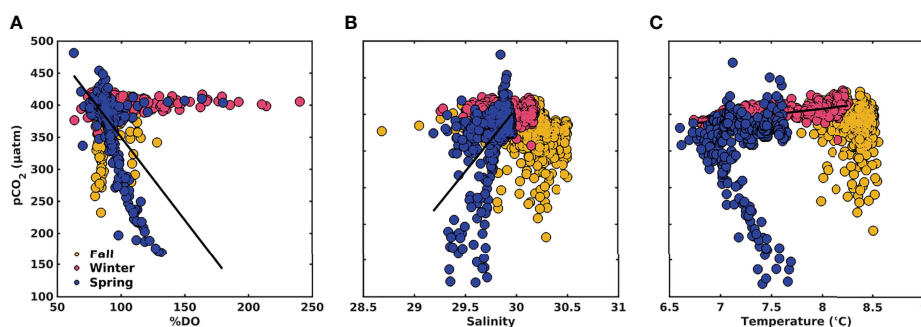 A
B
C
500
450
400
350
300
250
200
150
100
pCO₂ (µatm)
Fall
Winter
Spring
50 100 150 200 250
%DO
28.5 29 29.5 30 30.5 31
Salinity
6.5 7 7.5 8 8.5
Temperature (°C)